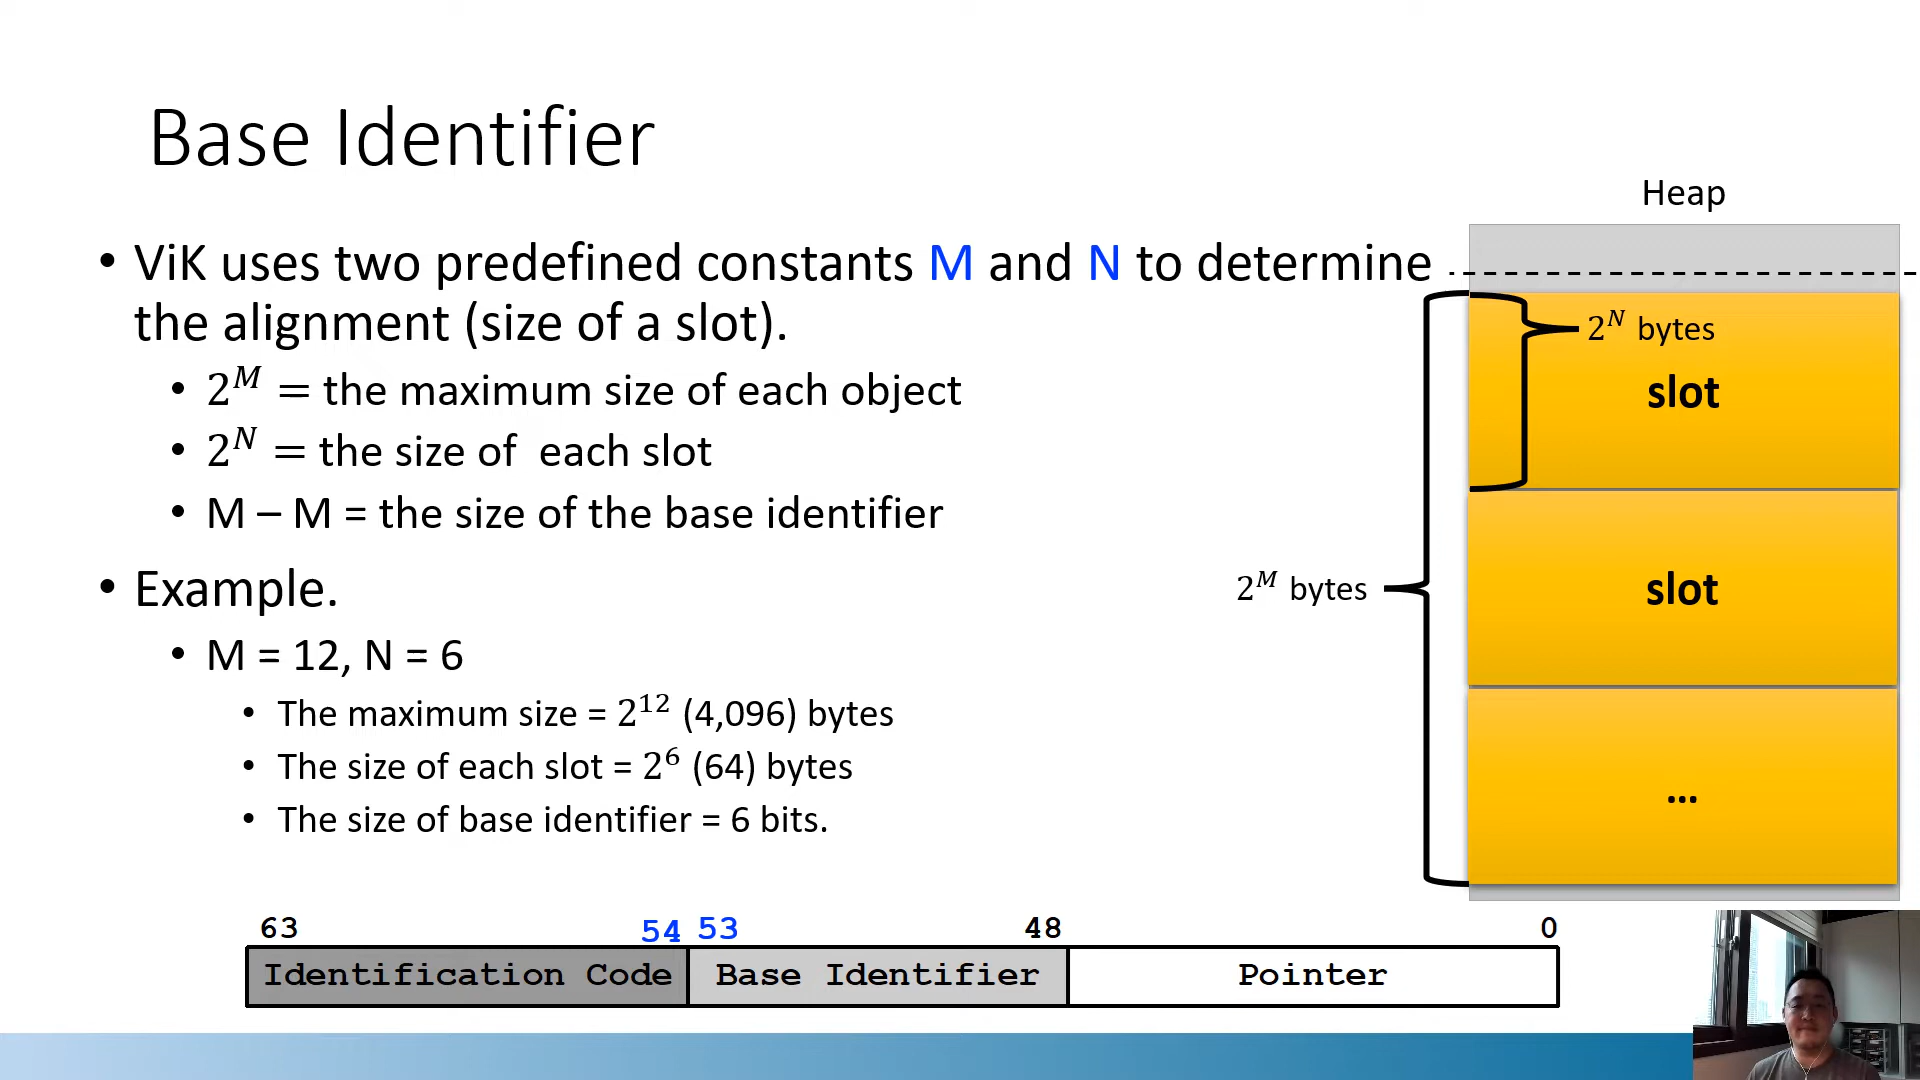 Base Identifier
• ViK uses two predefined constants M and N to determine
the alignment (size of a slot).
• 2^M = the maximum size of each object
• 2^N = the size of each slot
• M – M = the size of the base identifier
• Example.
• M = 12, N = 6
• The maximum size = 2^12 (4,096) bytes
• The size of each slot = 2^6 (64) bytes
• The size of base identifier = 6 bits.
Heap
2^N bytes
slot
2^M bytes
slot
...
63 54 53 48 0
Identification Code Base Identifier Pointer